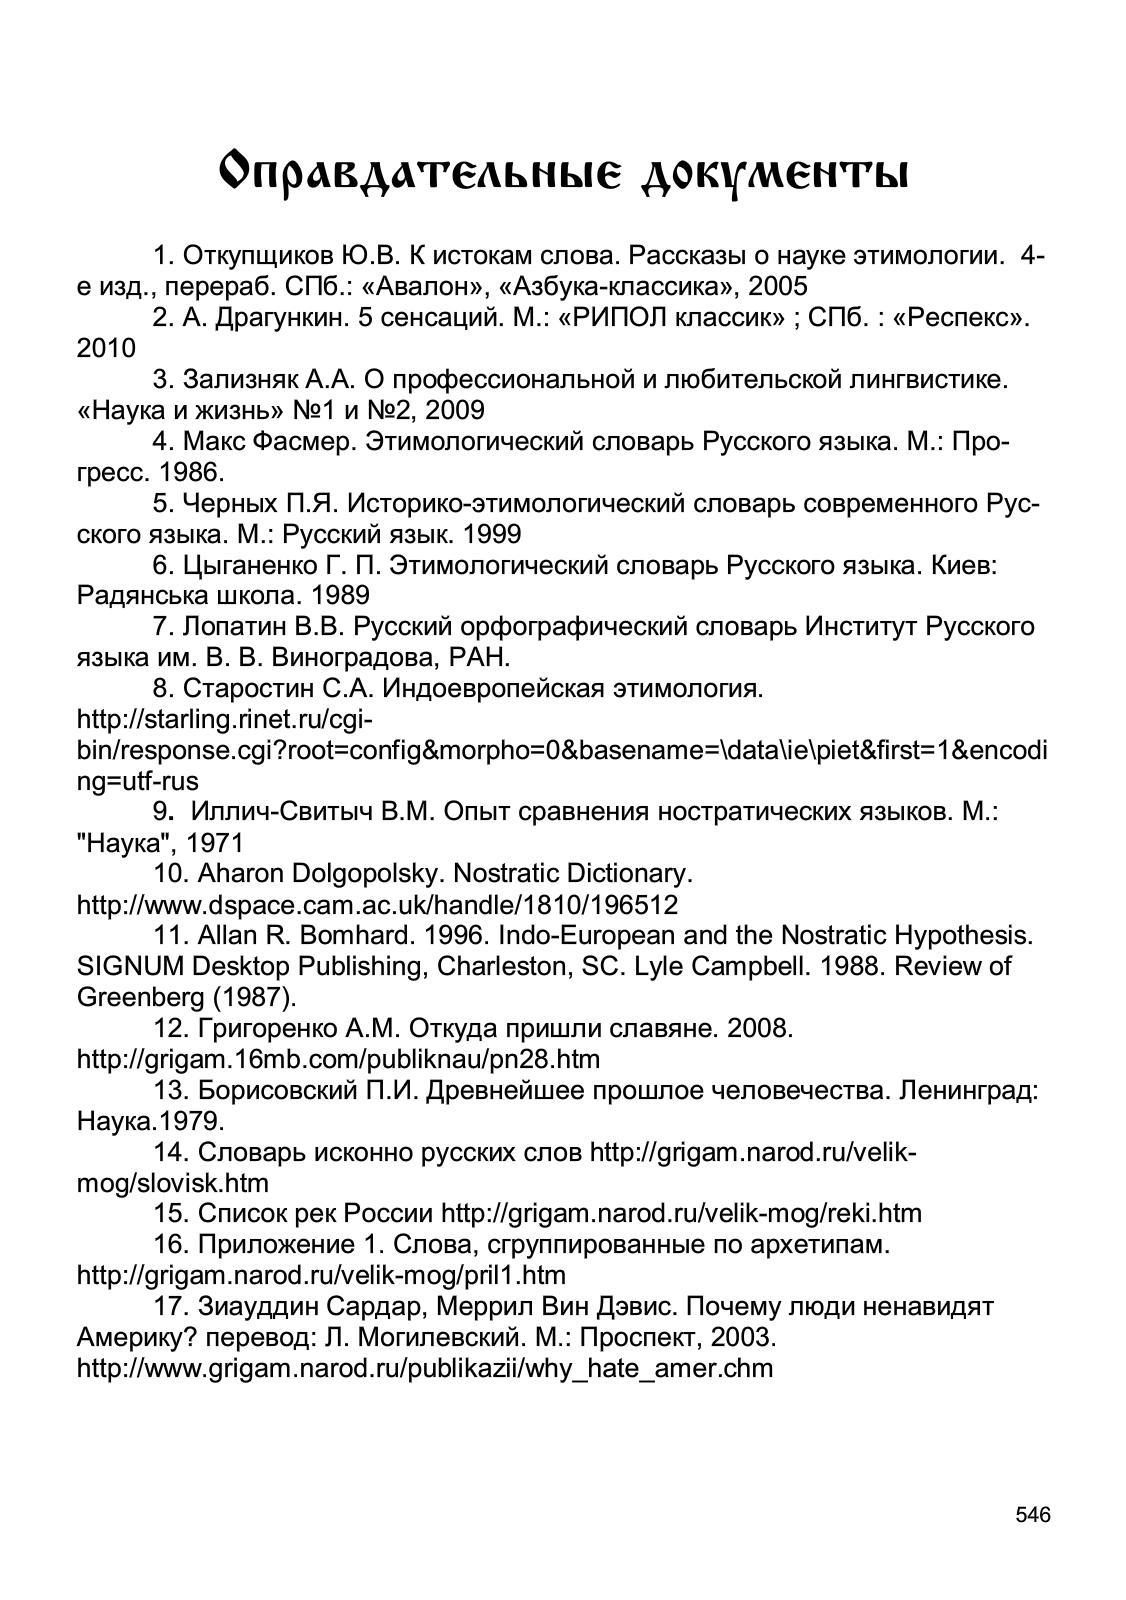 Оправдательные документы
1. Откупщиков Ю.В. К истокам слова. Рассказы о науке этимологии.  4-
е изд., перераб. СПб.: «Авалон», «Азбука-классика», 2005
2. А. Драгункин. 5 сенсаций. М.: «РИПОЛ классик» ; СПб. : «Респекс».
2010
3. Зализняк А.А. О профессиональной и любительской лингвистике.
«Наука и жизнь» №1 и №2, 2009
4. Макс Фасмер. Этимологический словарь Русского языка. М.: Про-
гресс. 1986.
5. Черных П.Я. Историко-этимологический словарь современного Рус-
ского языка. М.: Русский язык. 1999
6. Цыганенко Г. П. Этимологический словарь Русского языка. Киев:
Радянська школа. 1989
7. Лопатин В.В. Русский орфографический словарь Институт Русского
языка им. В. В. Виноградова, РАН.
8. Старостин С.А. Индоевропейская этимология.
http://starling.rinet.ru/cgi-
bin/response.cgi?root=config&morpho=0&basename=\data\ie\piet&first=1&encodi
ng=utf-rus
9.  Иллич-Свитыч В.М. Опыт сравнения ностратических языков. М.:
"Наука", 1971
10. Aharon Dolgopolsky. Nostratic Dictionary.
http://www.dspace.cam.ac.uk/handle/1810/196512
11. Allan R. Bomhard. 1996. Indo-European and the Nostratic Hypothesis.
SIGNUM Desktop Publishing, Charleston, SC. Lyle Campbell. 1988. Review of
Greenberg (1987).
12. Григоренко А.М. Откуда пришли славяне. 2008.
http://grigam.16mb.com/publiknau/pn28.htm
13. Борисовский П.И. Древнейшее прошлое человечества. Ленинград:
Наука.1979.
14. Словарь исконно русских слов http://grigam.narod.ru/velik-
mog/slovisk.htm
15. Список рек России http://grigam.narod.ru/velik-mog/reki.htm
16. Приложение 1. Слова, сгруппированные по архетипам.
http://grigam.narod.ru/velik-mog/pril1.htm
17. Зиауддин Сардар, Меррил Вин Дэвис. Почему люди ненавидят
Америку? перевод: Л. Могилевский. М.: Проспект, 2003.
http://www.grigam.narod.ru/publikazii/why_hate_amer.chm
546